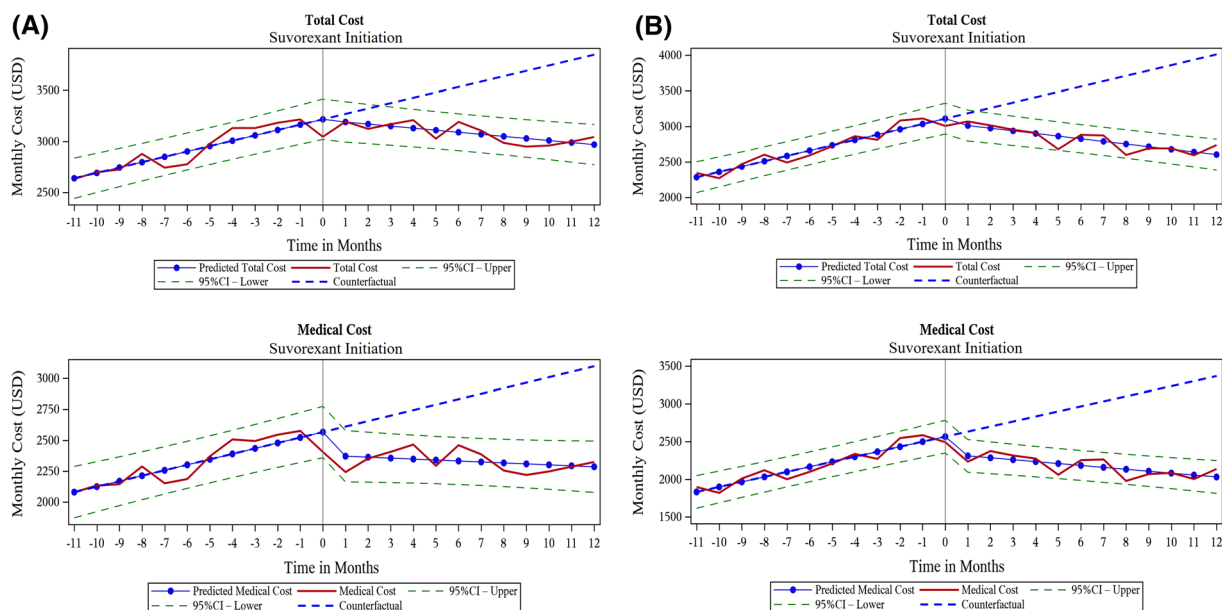 (A)
Total Cost
Suvorexant Initiation
Monthly Cost (USD)
3500
3000
2500
-11 -10 -9 -8 -7 -6 -5 -4 -3 -2 -1 0 1 2 3 4 5 6 7 8 9 10 11 12
Time in Months
Predicted Total Cost Total Cost 95%CI – Upper
95%CI – Lower Counterfactual
Medical Cost
Suvorexant Initiation
Monthly Cost (USD)
3000
2750
2500
2250
2000
-11 -10 -9 -8 -7 -6 -5 -4 -3 -2 -1 0 1 2 3 4 5 6 7 8 9 10 11 12
Time in Months
Predicted Medical Cost Medical Cost 95%CI – Upper
95%CI – Lower Counterfactual
(B)
Total Cost
Suvorexant Initiation
Monthly Cost (USD)
4000
3500
3000
2500
2000
-11 -10 -9 -8 -7 -6 -5 -4 -3 -2 -1 0 1 2 3 4 5 6 7 8 9 10 11 12
Time in Months
Predicted Total Cost Total Cost 95%CI – Upper
95%CI – Lower Counterfactual
Medical Cost
Suvorexant Initiation
Monthly Cost (USD)
3500
3000
2500
2000
1500
-11 -10 -9 -8 -7 -6 -5 -4 -3 -2 -1 0 1 2 3 4 5 6 7 8 9 10 11 12
Time in Months
Predicted Medical Cost Medical Cost 95%CI – Upper
95%CI – Lower Counterfactual